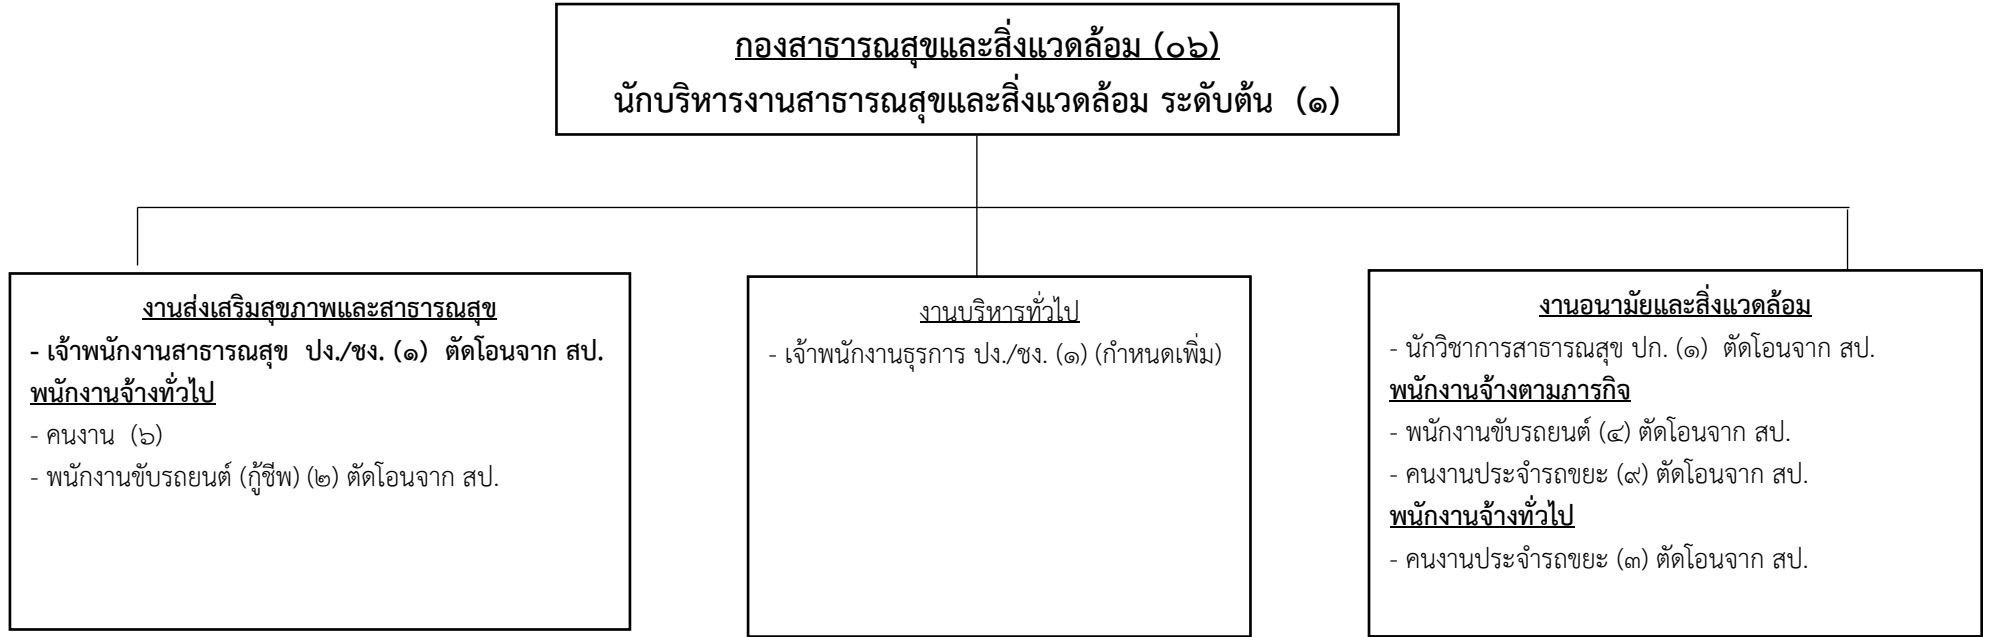 กองสาธารณสุขและสิ่งแวดล้อม (๐๖)
นักบริหารงานสาธารณสุขและสิ่งแวดล้อม ระดับต้น (๑)
งานส่งเสริมสุขภาพและสาธารณสุข
- เจ้าพนักงานสาธารณสุข ปง./ชง. (๑) ตัดโอนจาก สป.
พนักงานจ้างทั่วไป
- คนงาน (๖)
- พนักงานขับรถยนต์ (กู้ชีพ) (๒) ตัดโอนจาก สป.
งานบริหารทั่วไป
- เจ้าพนักงานธุรการ ปง./ชง. (๑) (กำหนดเพิ่ม)
งานอนามัยและสิ่งแวดล้อม
- นักวิชาการสาธารณสุข ปก. (๑) ตัดโอนจาก สป.
พนักงานจ้างตามภารกิจ
- พนักงานขับรถยนต์ (๔) ตัดโอนจาก สป.
- คนงานประจำรถขยะ (๙) ตัดโอนจาก สป.
พนักงานจ้างทั่วไป
- คนงานประจำรถขยะ (๓) ตัดโอนจาก สป.